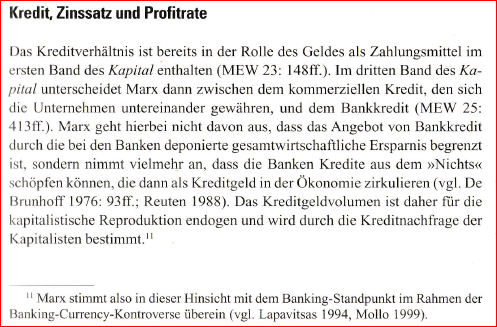 Kredit, Zinssatz und Profitrate
Das Kreditverhältnis ist bereits in der Rolle des Geldes als Zahlungsmittel im
ersten Band des Kapital enthalten (MEW 23: 148ff.). Im dritten Band des Ka-
pital unterscheidet Marx dann zwischen dem kommerziellen Kredit, den sich
die Unternehmen untereinander gewähren, und dem Bankkredit (MEW 25:
413ff.). Marx geht hierbei nicht davon aus, dass das Angebot von Bankkredit
durch die bei den Banken deponierte gesamtwirtschaftliche Ersparnis begrenzt
ist, sondern nimmt vielmehr an, dass die Banken Kredite aus dem »Nichts«
schöpfen können, die dann als Kreditgeld in der Ökonomie zirkulieren (vgl. De
Brunhoff 1976: 93ff.; Reuten 1988). Das Kreditgeldvolumen ist daher für die
kapitalistische Reproduktion endogen und wird durch die Kreditnachfrage der
Kapitalisten bestimmt.¹¹
¹¹ Marx stimmt also in dieser Hinsicht mit dem Banking-Standpunkt im Rahmen der
Banking-Currency-Kontroverse überein (vgl. Lapavitsas 1994, Mollo 1999).